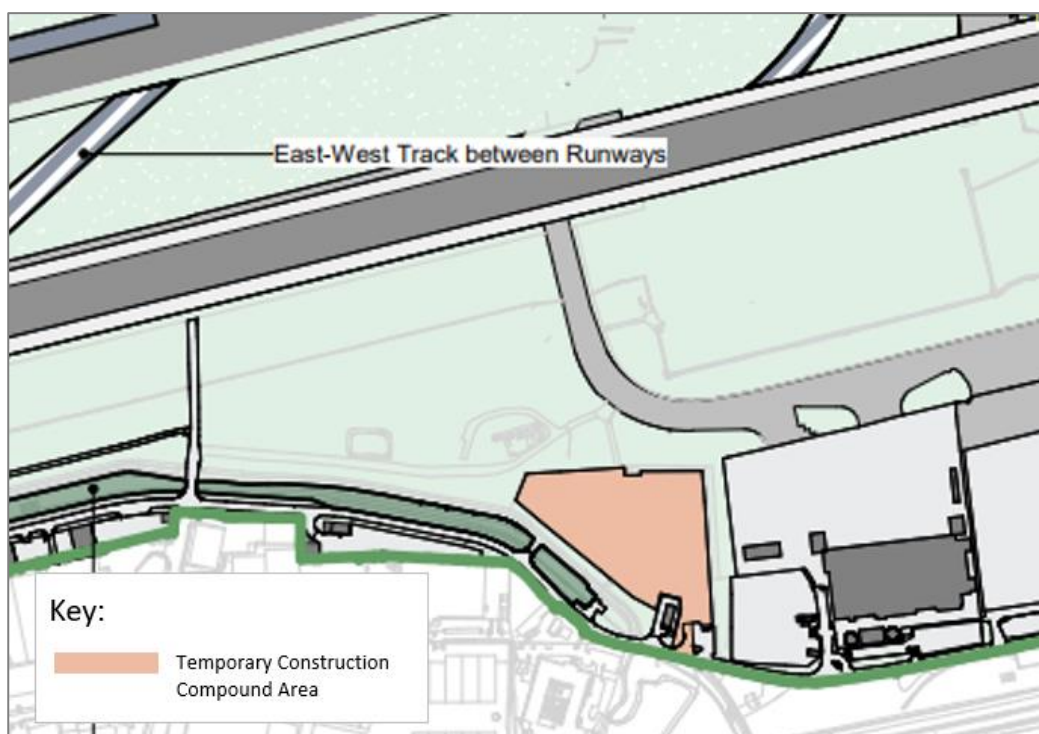 East-West Track between Runways
Key:
Temporary Construction
Compound Area